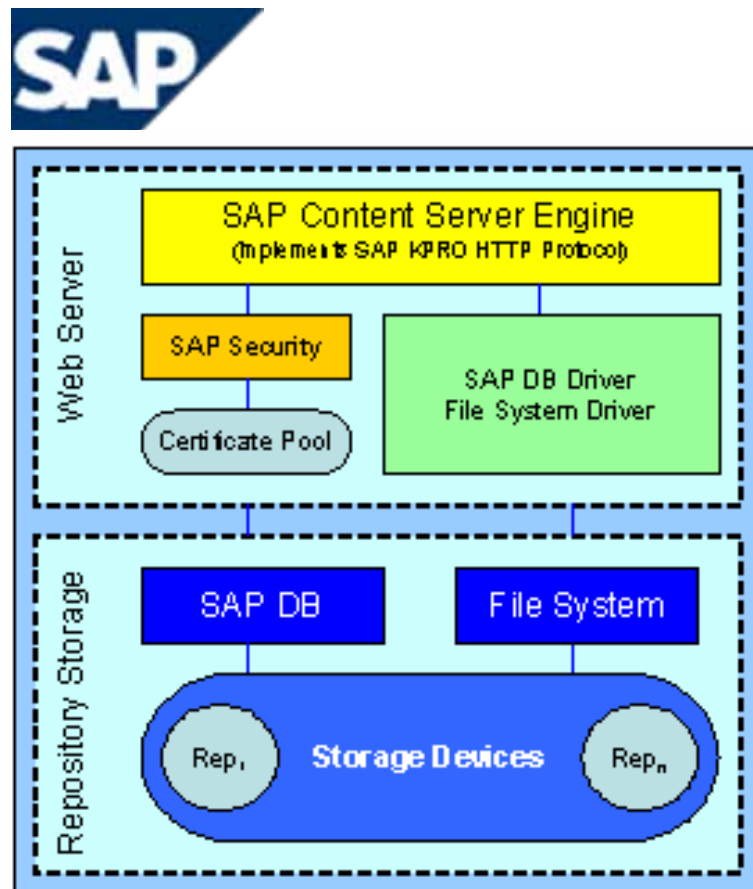 SAP
Web Server
SAP Content Server Engine
(Implements SAP KPRO HTTP Protocol)
SAP Security
SAP DB Driver
File System Driver
Certificate Pool
Repository Storage
SAP DB
File System
Rep₁
Storage Devices
Repₙ